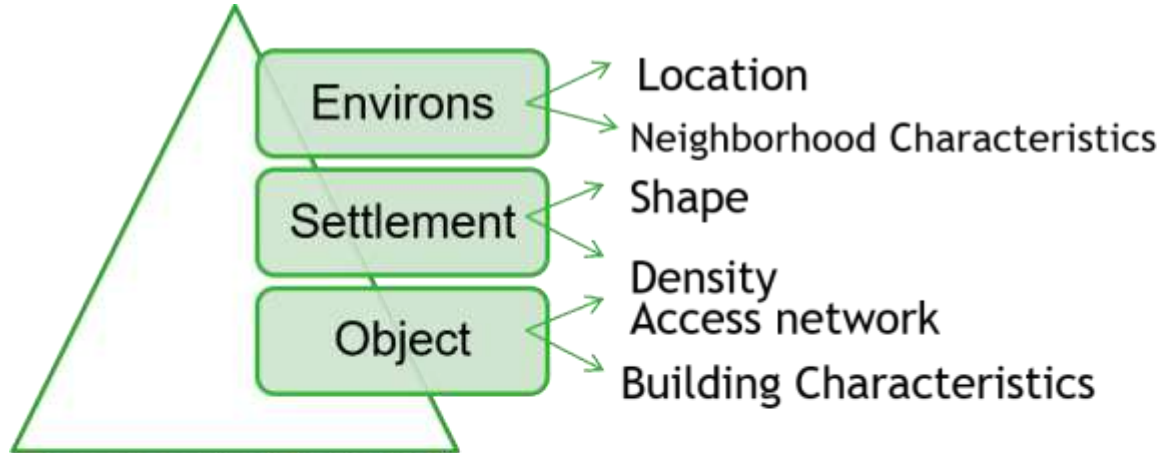 Environs
Location
Neighborhood Characteristics
Settlement
Shape
Density
Object
Access network
Building Characteristics